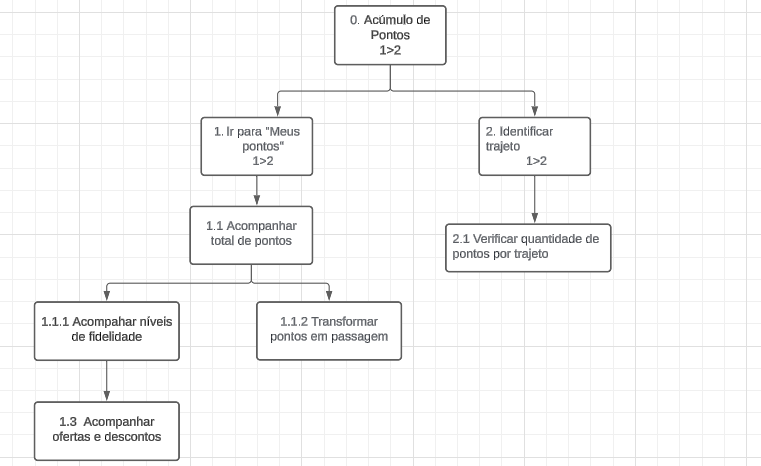 0. Acúmulo de
Pontos
1>2
1. Ir para "Meus
pontos"
1>2
2. Identificar
trajeto
1>2
1.1 Acompanhar
total de pontos
2.1 Verificar quantidade de
pontos por trajeto
1.1.1 Acompahar níveis
de fidelidade
1.1.2 Transformar
pontos em passagem
1.3 Acompanhar
ofertas e descontos